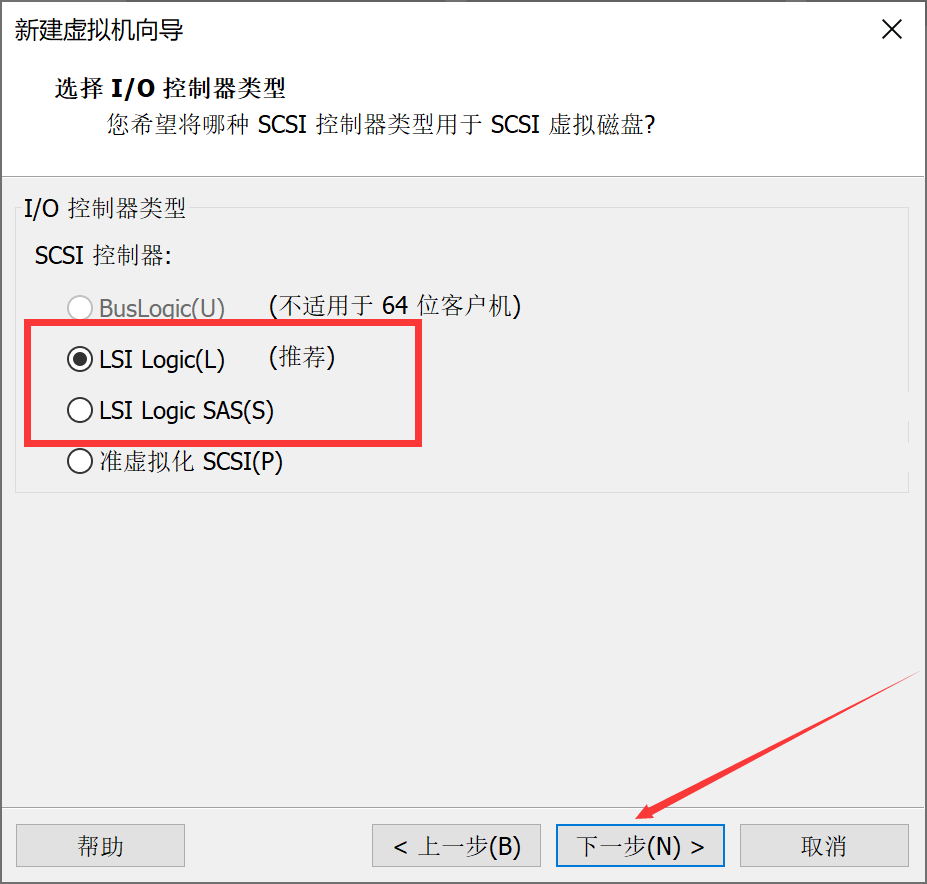 新建虚拟机向导
选择 I/O 控制器类型
您希望将哪种 SCSI 控制器类型用于 SCSI 虚拟磁盘?
I/O 控制器类型
SCSI 控制器:
BusLogic(U) (不适用于 64 位客户机)
LSI Logic(L) (推荐)
LSI Logic SAS(S)
准虚拟化 SCSI(P)
帮助 < 上一步(B) 下一步(N) > 取消